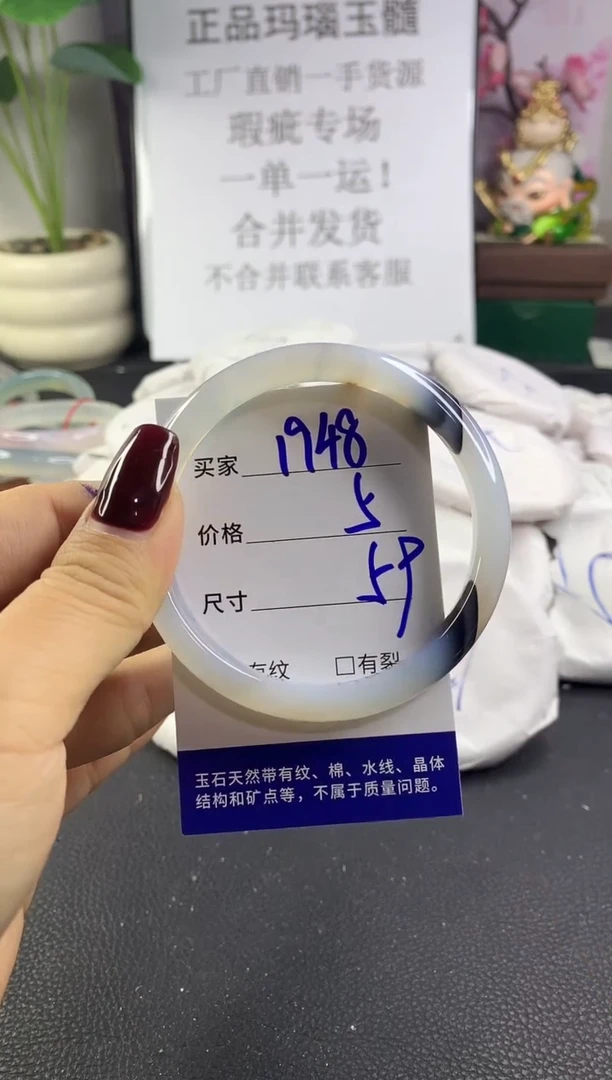 正品玛瑙玉髓
工厂直销一手货源
瑕疵专场
一单一运!
合并发货
不合并联系客服
买家 1948
价格 5
尺寸 59
有纹 □有裂
玉石天然带有纹、棉、水线、晶体
结构和矿点等，不属于质量问题。